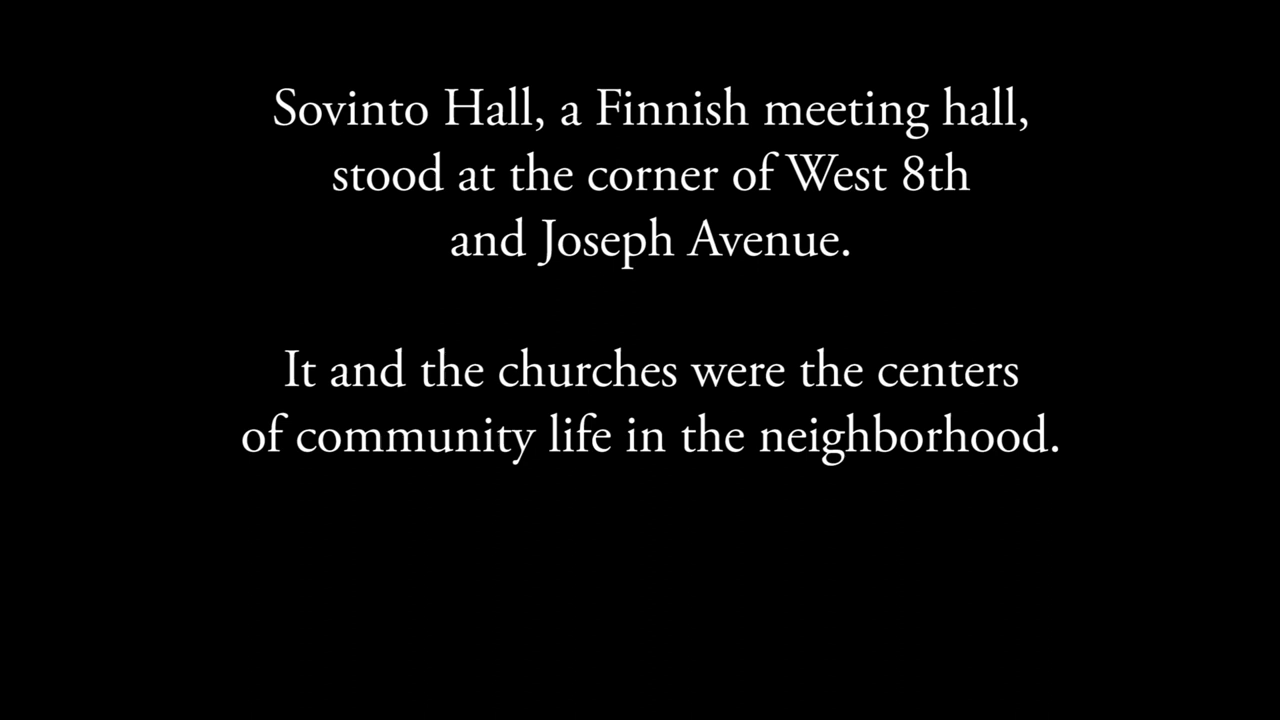 Sovinto Hall, a Finnish meeting hall,
stood at the corner of West 8th
and Joseph Avenue.
It and the churches were the centers
of community life in the neighborhood.